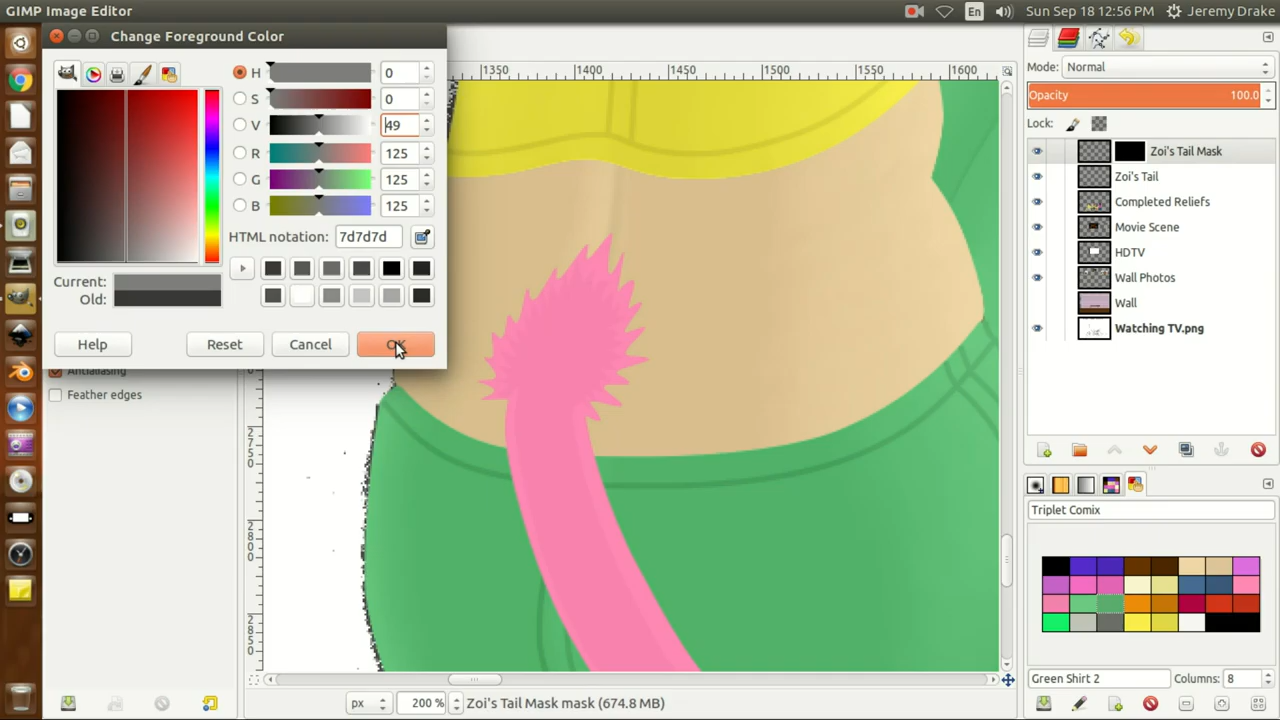 GIMP Image Editor
En
Sun Sep 18 12:56 PM
Jeremy Drake
Change Foreground Color
H 0
S 0
V 49
R 125
G 125
B 125
HTML notation: 7d7d7d
Current:
Old:
Help
Reset
Cancel
OK
Antialiasing
Feather edges
1350
1400
1450
1500
1550
1600
2750
2800
2850
px
200 %
Zoi's Tail Mask mask (674.8 MB)
Mode: Normal
Opacity 100.0
Lock:
Zoi's Tail Mask
Zoi's Tail
Completed Reliefs
Movie Scene
HDTV
Wall Photos
Wall
Watching TV.png
Triplet Comix
Green Shirt 2
Columns: 8